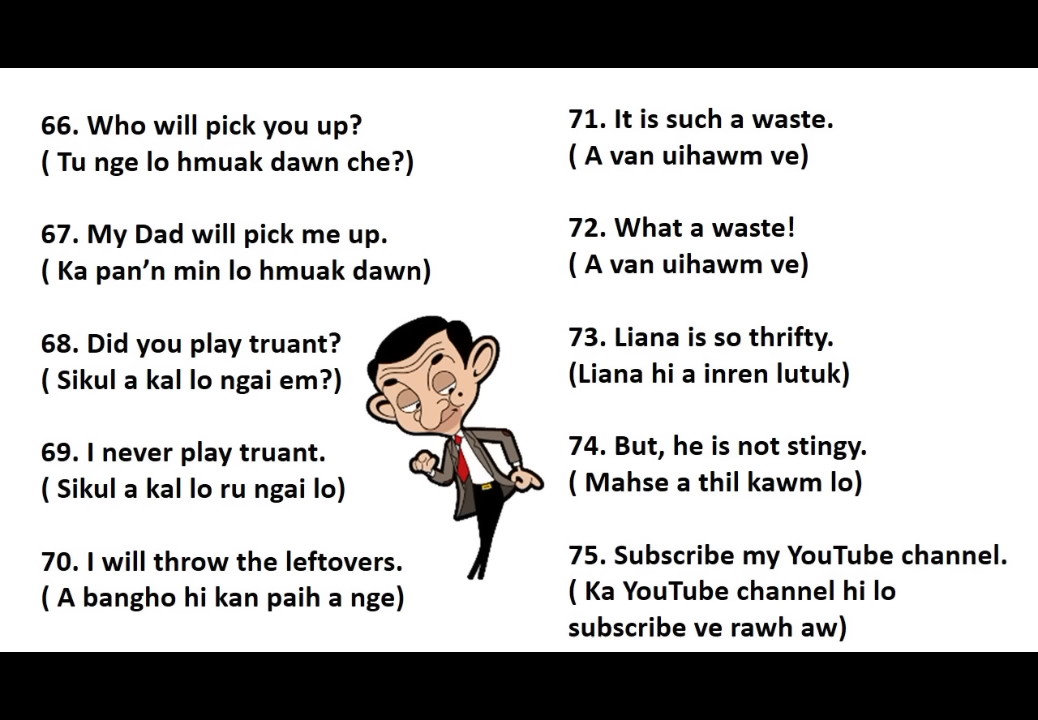 66. Who will pick you up?
( Tu nge lo hmuak dawn che?)
67. My Dad will pick me up.
( Ka pan’n min lo hmuak dawn)
68. Did you play truant?
( Sikul a kal lo ngai em?)
69. I never play truant.
( Sikul a kal lo ru ngai lo)
70. I will throw the leftovers.
( A bangho hi kan paih a nge)
71. It is such a waste.
( A van uihawm ve)
72. What a waste!
( A van uihawm ve)
73. Liana is so thrifty.
(Liana hi a inren lutuk)
74. But, he is not stingy.
( Mahse a thil kawm lo)
75. Subscribe my YouTube channel.
( Ka YouTube channel hi lo
subscribe ve rawh aw)